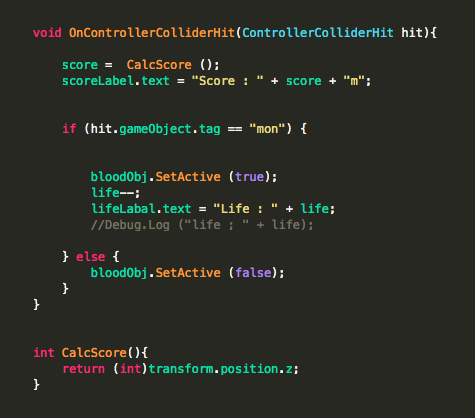 void OnControllerColliderHit(ControllerColliderHit hit){
score =  CalcScore ();
scoreLabel.text = "Score : " + score + "m";
if (hit.gameObject.tag == "mon") {
bloodObj.SetActive (true);
life--;
lifeLabal.text = "Life : " + life;
//Debug.Log ("life ; " + life);
} else {
bloodObj.SetActive (false);
}
}
int CalcScore(){
return (int)transform.position.z;
}